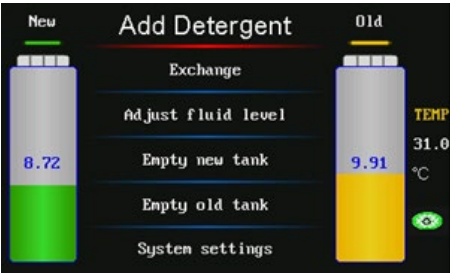 New
Add Detergent
Old
Exchange
Adjust fluid level
TEMP
31.0
°C
8.72
Empty new tank
9.91
Empty old tank
System settings